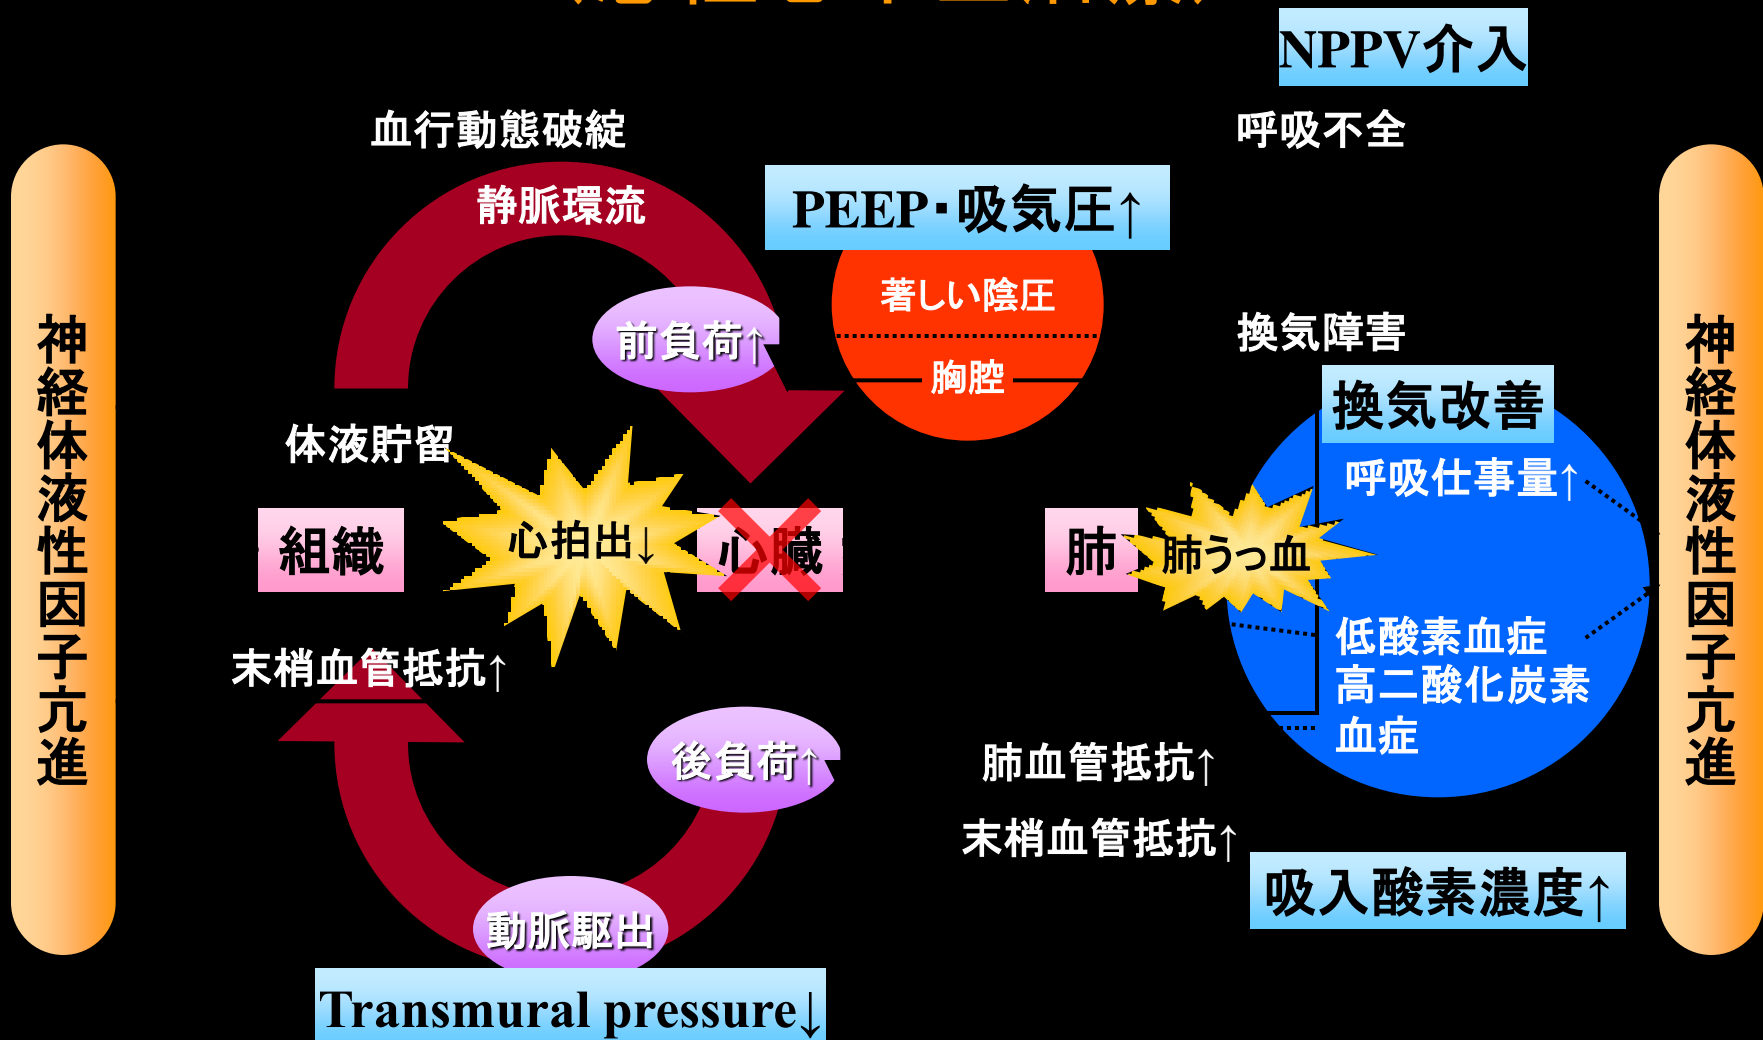 NPPV介入
血行動態破綻
呼吸不全
静脈環流
PEEP・吸気圧↑
著しい陰圧
胸腔
前負荷↑
換気障害
換気改善
呼吸仕事量↑
体液貯留
組織
心拍出↓
心臓
肺
肺うっ血
低酸素血症
高二酸化炭素
血症
末梢血管抵抗↑
後負荷↑
肺血管抵抗↑
末梢血管抵抗↑
吸入酸素濃度↑
動脈駆出
Transmural pressure↓
神経体液性因子亢進
神経体液性因子亢進